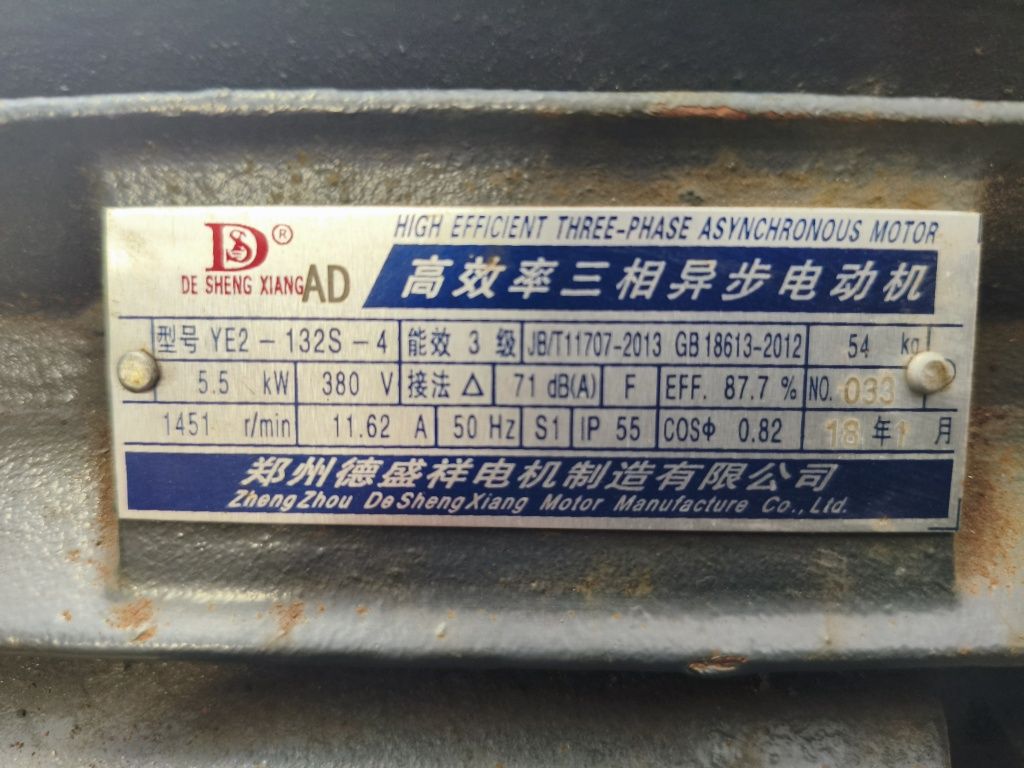 HIGH EFFICIENT THREE-PHASE ASYNCHRONOUS MOTOR
D®
DE SHENG XIANG AD
高效率三相异步电动机
型号 YE2-132S-4 能效 3 级 JB/T11707-2013 GB18613-2012 54 kg
5.5 kW 380 V 接法 △ 71 dB(A) F EFF. 87.7 % NO. 033
1451 r/min 11.62 A 50 Hz S1 IP 55 COSΦ 0.82 18 年 1 月
郑州德盛祥电机制造有限公司
ZhengZhou DeShengXiang Motor Manufacture Co., Ltd.